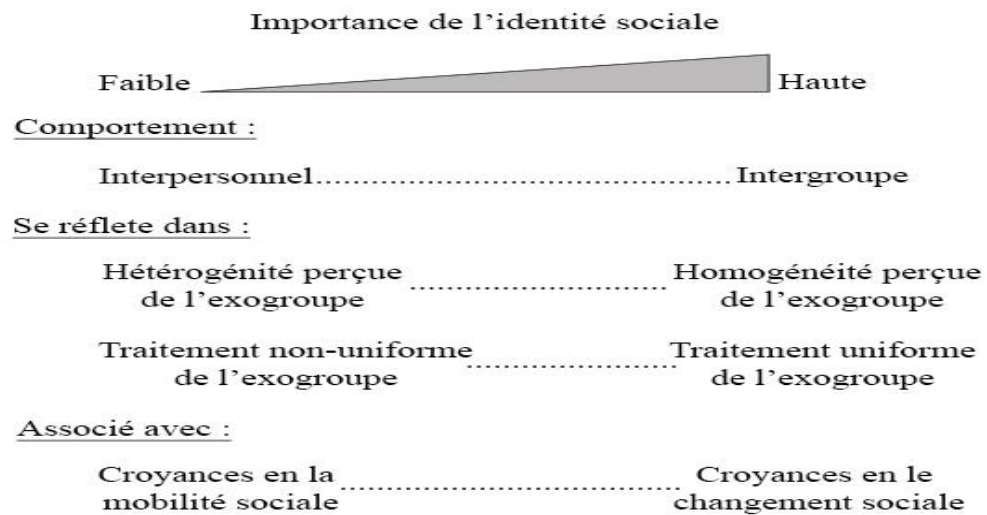 Importance de l'identité sociale
Faible Haute
Comportement :
Interpersonnel.......................................................Intergroupe
Se réflete dans :
Hétérogénité perçue de l'exogroupe .................................. Homogénéité perçue de l'exogroupe
Traitement non-uniforme de l'exogroupe ........................... Traitement uniforme de l'exogroupe
Associé avec :
Croyances en la mobilité sociale ............................................. Croyances en le changement sociale